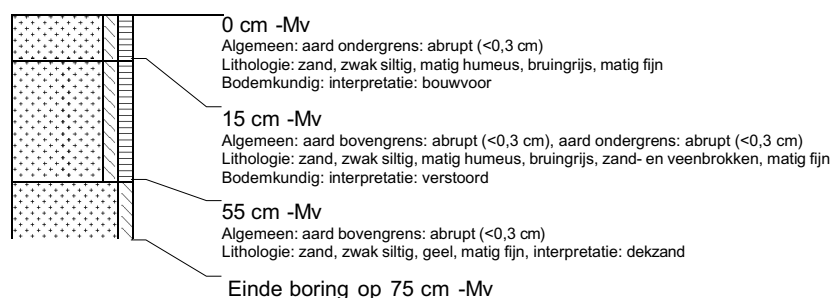 0 cm -Mv
Algemeen: aard ondergrens: abrupt (<0,3 cm)
Lithologie: zand, zwak siltig, matig humeus, bruingrijs, matig fijn
Bodemkundig: interpretatie: bouwvoor
15 cm -Mv
Algemeen: aard bovengrens: abrupt (<0,3 cm), aard ondergrens: abrupt (<0,3 cm)
Lithologie: zand, zwak siltig, matig humeus, bruingrijs, zand- en veenbrokken, matig fijn
Bodemkundig: interpretatie: verstoord
55 cm -Mv
Algemeen: aard bovengrens: abrupt (<0,3 cm)
Lithologie: zand, zwak siltig, geel, matig fijn, interpretatie: dekzand
Einde boring op 75 cm -Mv